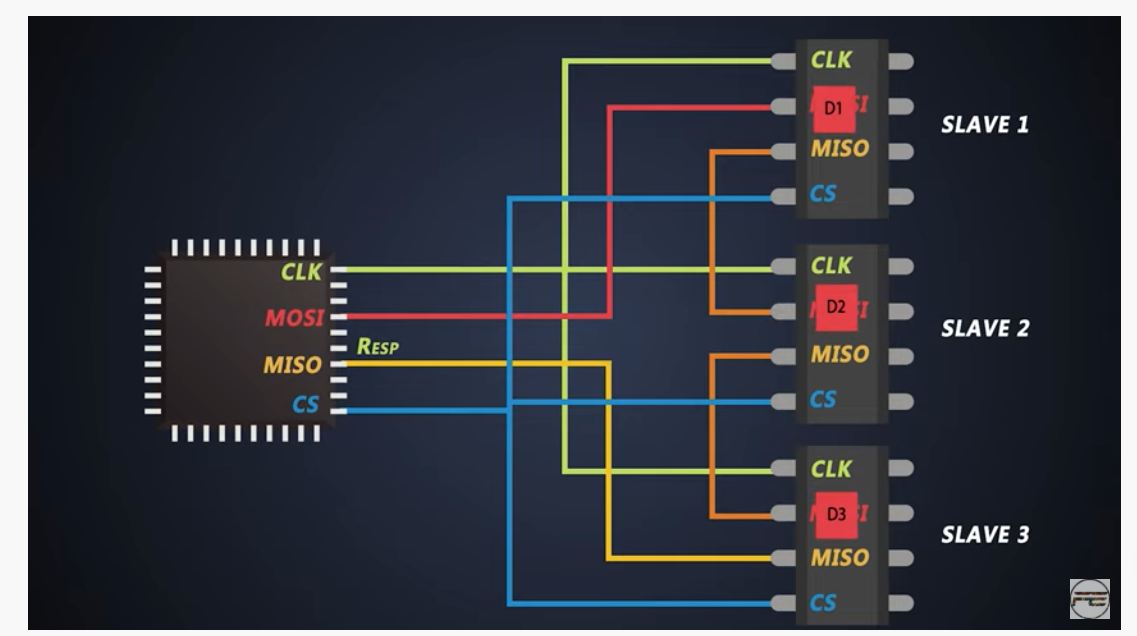 CLK
MOSI
RESP
MISO
CS
CLK
D1
MISO
CS
SLAVE 1
CLK
D2
MISO
CS
SLAVE 2
CLK
D3
MISO
CS
SLAVE 3